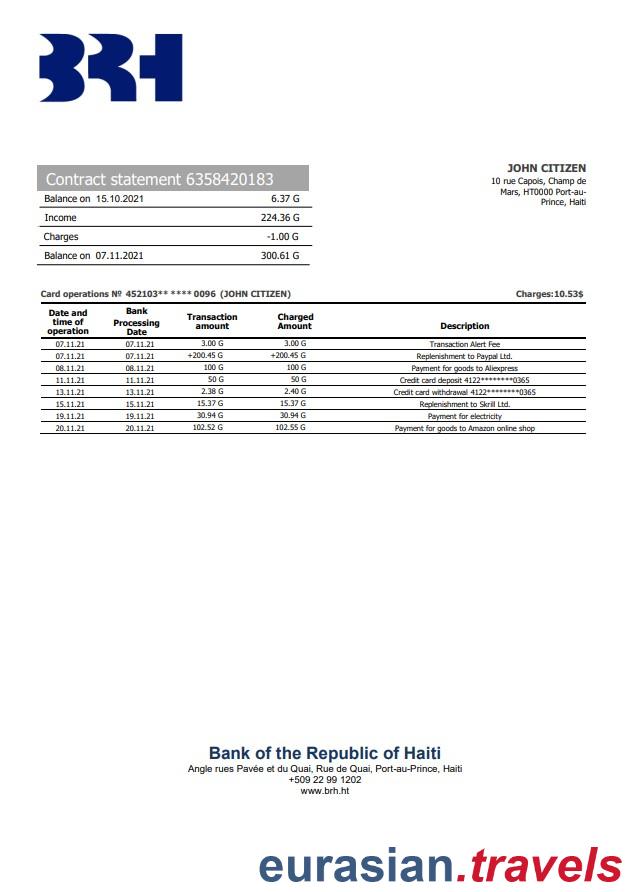 BRH
Contract statement 6358420183
Balance on 15.10.2021 6.37 G
Income 224.36 G
Charges -1.00 G
Balance on 07.11.2021 300.61 G
JOHN CITIZEN
10 rue Capois, Champ de
Mars, HT0000 Port-au-
Prince, Haiti
Card operations № 452103** **** 0096 (JOHN CITIZEN) Charges:10.53$
Date and time of operation Bank Processing Date Transaction amount Charged Amount Description
07.11.21 07.11.21 3.00 G 3.00 G Transaction Alert Fee
07.11.21 07.11.21 +200.45 G +200.45 G Replenishment to Paypal Ltd.
08.11.21 08.11.21 100 G 100 G Payment for goods to Aliexpress
11.11.21 11.11.21 50 G 50 G Credit card deposit 4122********0365
13.11.21 13.11.21 2.38 G 2.40 G Credit card withdrawal 4122********0365
15.11.21 15.11.21 15.37 G 15.37 G Replenishment to Skrill Ltd.
19.11.21 19.11.21 30.94 G 30.94 G Payment for electricity
20.11.21 20.11.21 102.52 G 102.55 G Payment for goods to Amazon online shop
Bank of the Republic of Haiti
Angle rues Pavée et du Quai, Rue de Quai, Port-au-Prince, Haiti
+509 22 99 1202
www.brh.ht
eurasian.travels